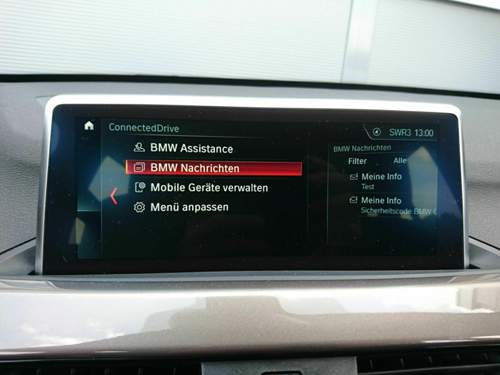 ConnectedDrive
SWR3 13:00
BMW Assistance
BMW Nachrichten
Mobile Geräte verwalten
Menü anpassen
BMW Nachrichten
Filter Alle
Meine Info
Test
Meine Info
Sicherheitscode BMW